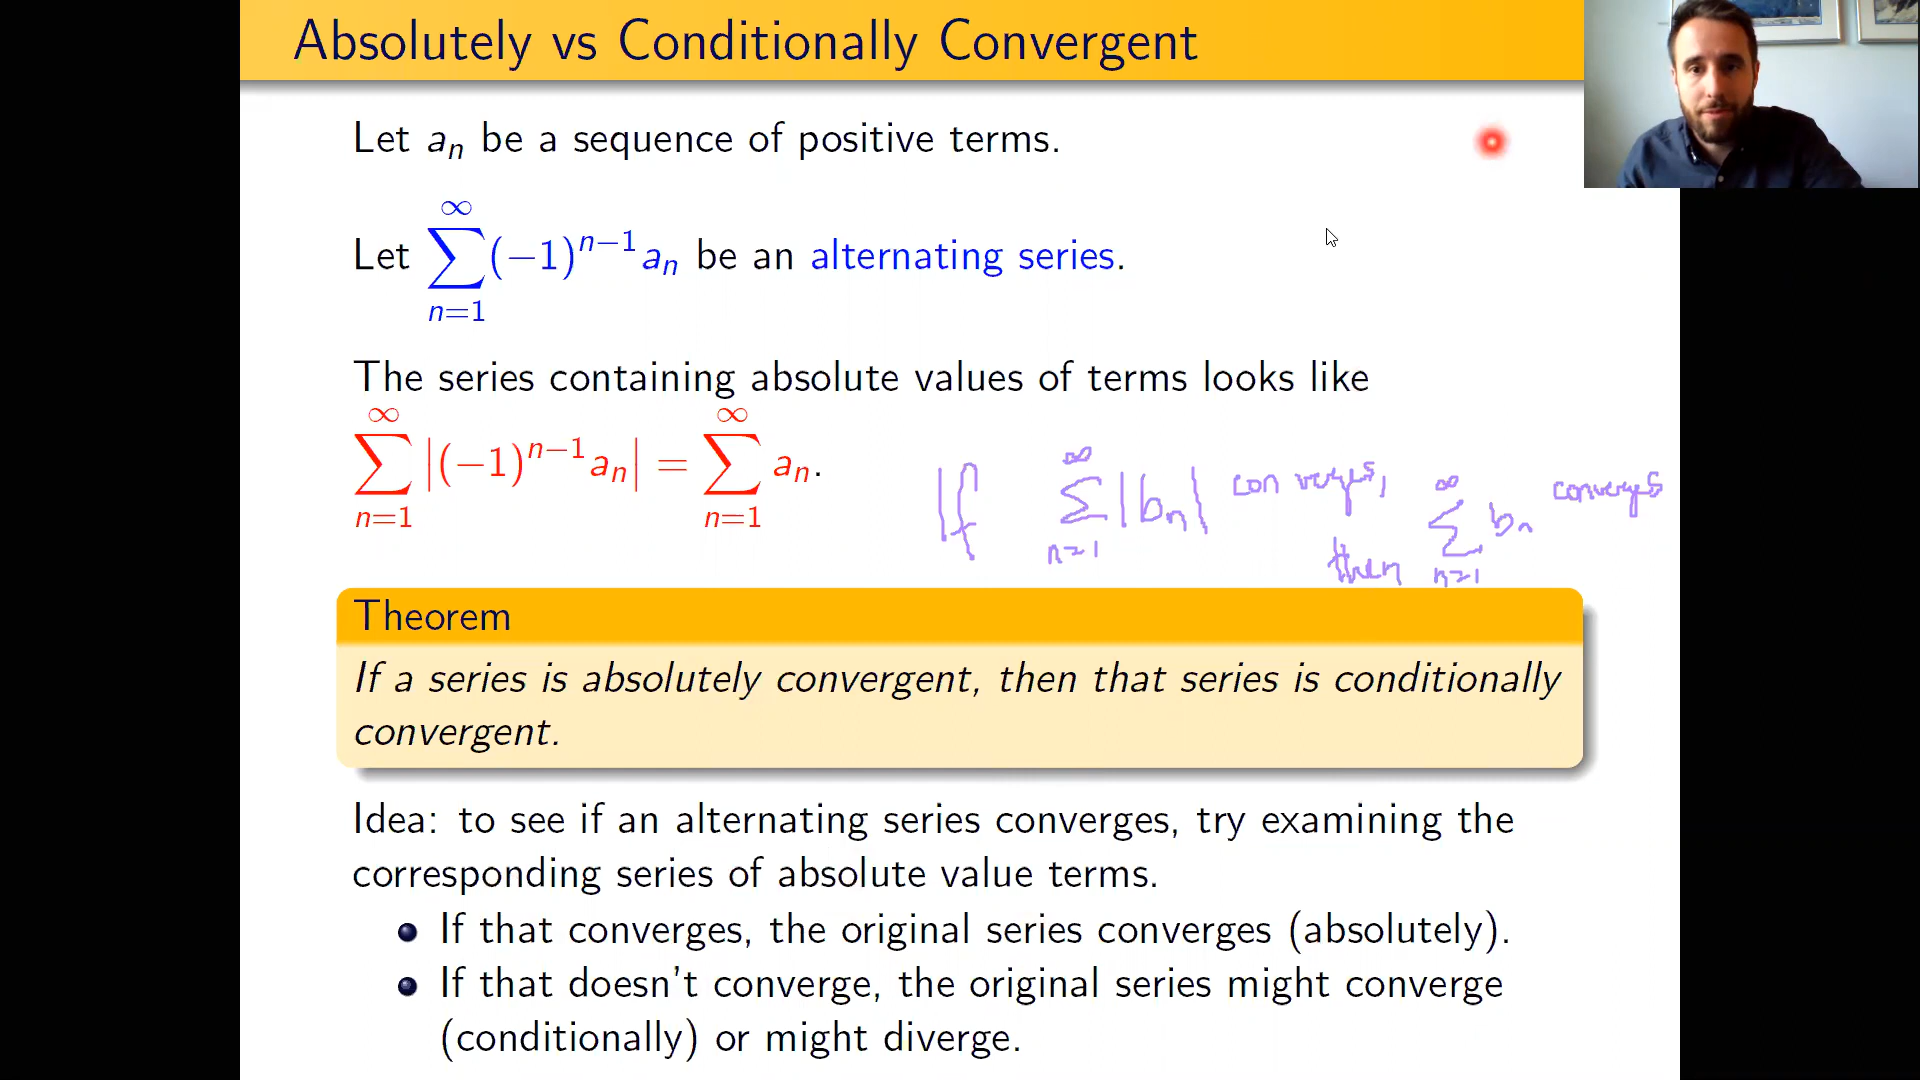 Absolutely vs Conditionally Convergent
Let aₙ be a sequence of positive terms.
Let ∑_{n=1}^{∞} (−1)^{n−1} aₙ be an alternating series.
The series containing absolute values of terms looks like
∑_{n=1}^{∞} |(−1)^{n−1} aₙ| = ∑_{n=1}^{∞} aₙ.
If ∑_{n=1}^{∞} |bₙ| converges,
then ∑_{n=1}^{∞} bₙ converges
Theorem
If a series is absolutely convergent, then that series is conditionally
convergent.
Idea: to see if an alternating series converges, try examining the
corresponding series of absolute value terms.
• If that converges, the original series converges (absolutely).
• If that doesn't converge, the original series might converge
(conditionally) or might diverge.